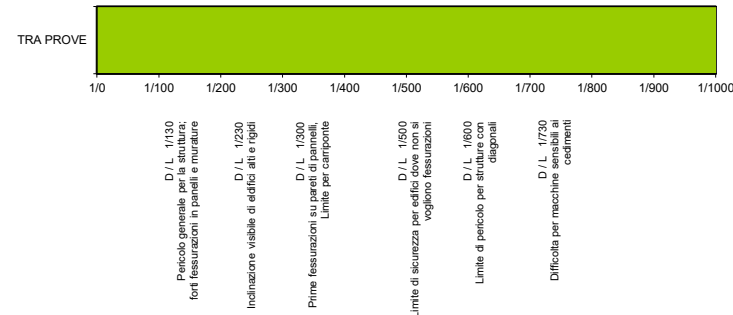 TRA PROVE
1/0 1/100 1/200 1/300 1/400 1/500 1/600 1/700 1/800 1/900 1/1000
D / L 1/130
Pericolo generale per la struttura;
forti fessurazioni in panelli e murature
D / L 1/230
Inclinazione visibile di eldifici alti e rigidi
D / L 1/300
Prime fessurazioni su pareti di pannelli,
Limite per carriponte
D / L 1/500
Limite di sicurezza per edifici dove non si
vogliono fessurazioni
D / L 1/600
Limite di pericolo per strutture con
diagonali
D / L 1/730
Difficolta per macchine sensibili ai
cedimenti